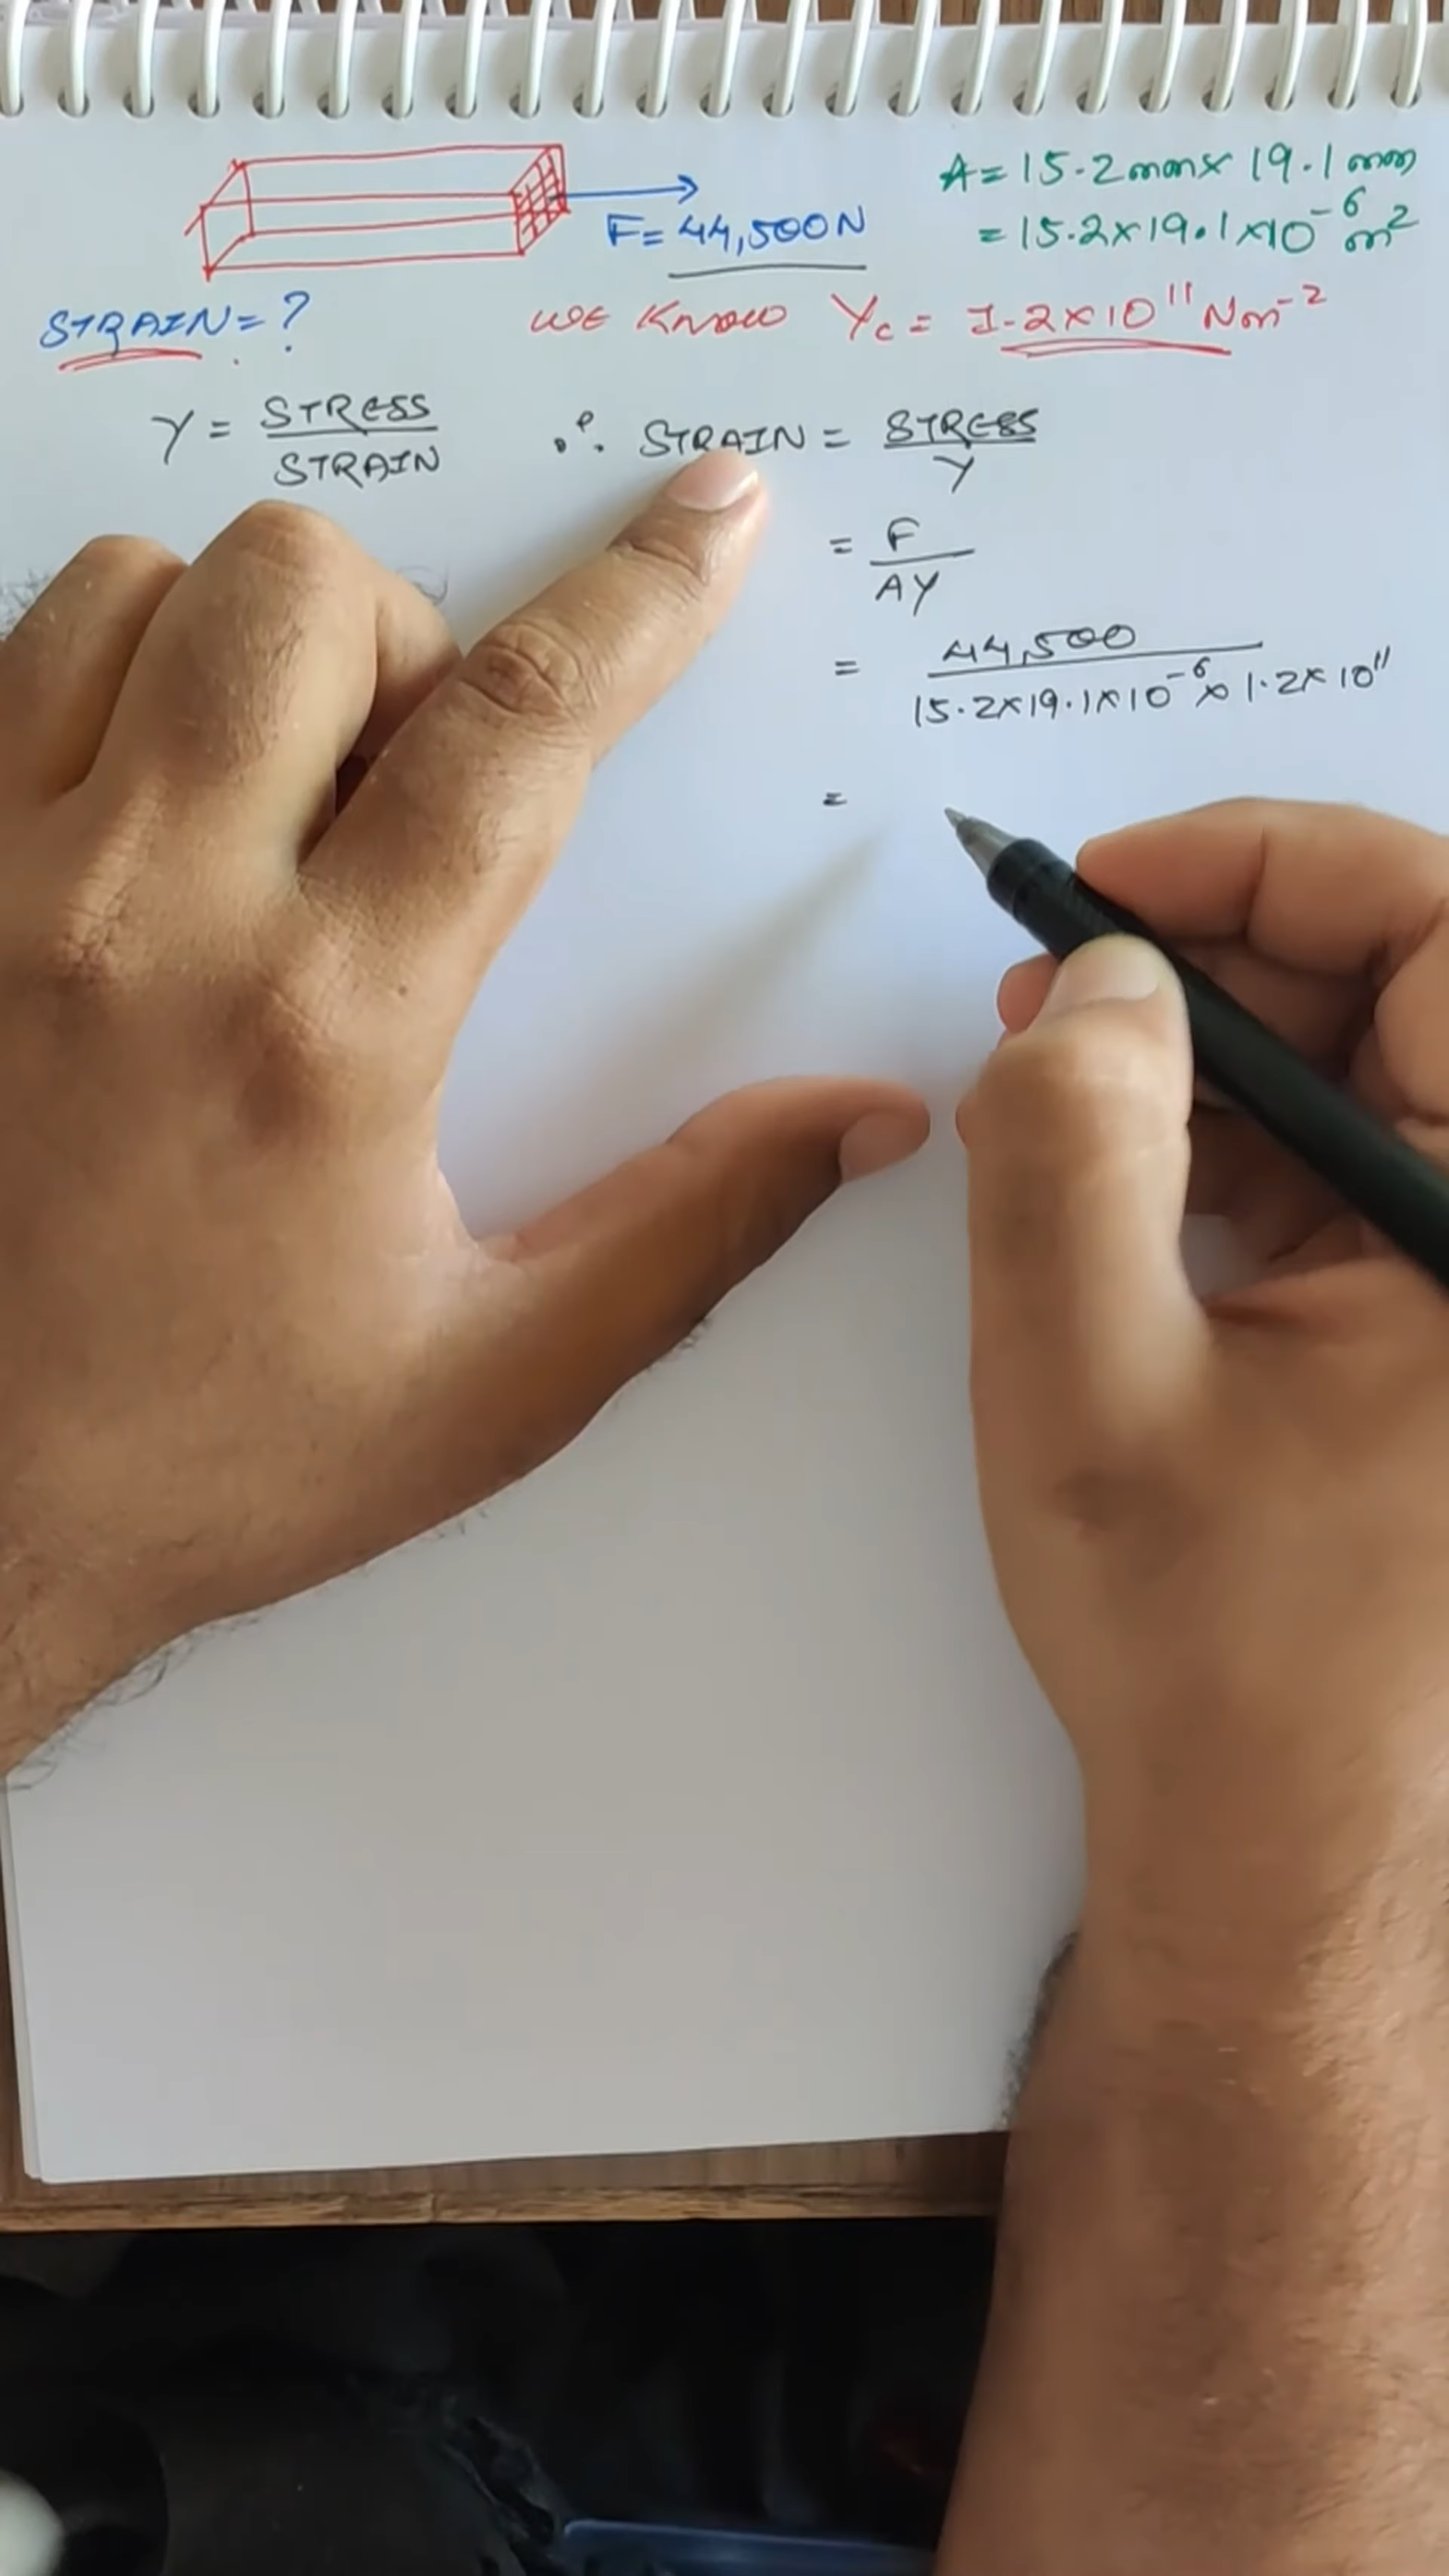 A = 15.2mm × 19.1mm
F = 44,500N
= 15.2×19.1×10⁻⁶ m²
STRAIN = ?
WE KNOW Yc = 1.2×10¹¹ Nm⁻²
Y = STRESS / STRAIN
∴ STRAIN = STRESS / Y
= F / AY
= 44,500 / 15.2×19.1×10⁻⁶ × 1.2×10¹¹
=